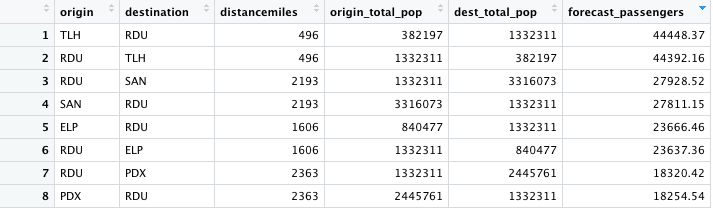 origin destination distancemiles origin_total_pop dest_total_pop forecast_passengers
1 TLH RDU 496 382197 1332311 44448.37
2 RDU TLH 496 1332311 382197 44392.16
3 RDU SAN 2193 1332311 3316073 27928.52
4 SAN RDU 2193 3316073 1332311 27811.15
5 ELP RDU 1606 840477 1332311 23666.46
6 RDU ELP 1606 1332311 840477 23637.36
7 RDU PDX 2363 1332311 2445761 18320.42
8 PDX RDU 2363 2445761 1332311 18254.54